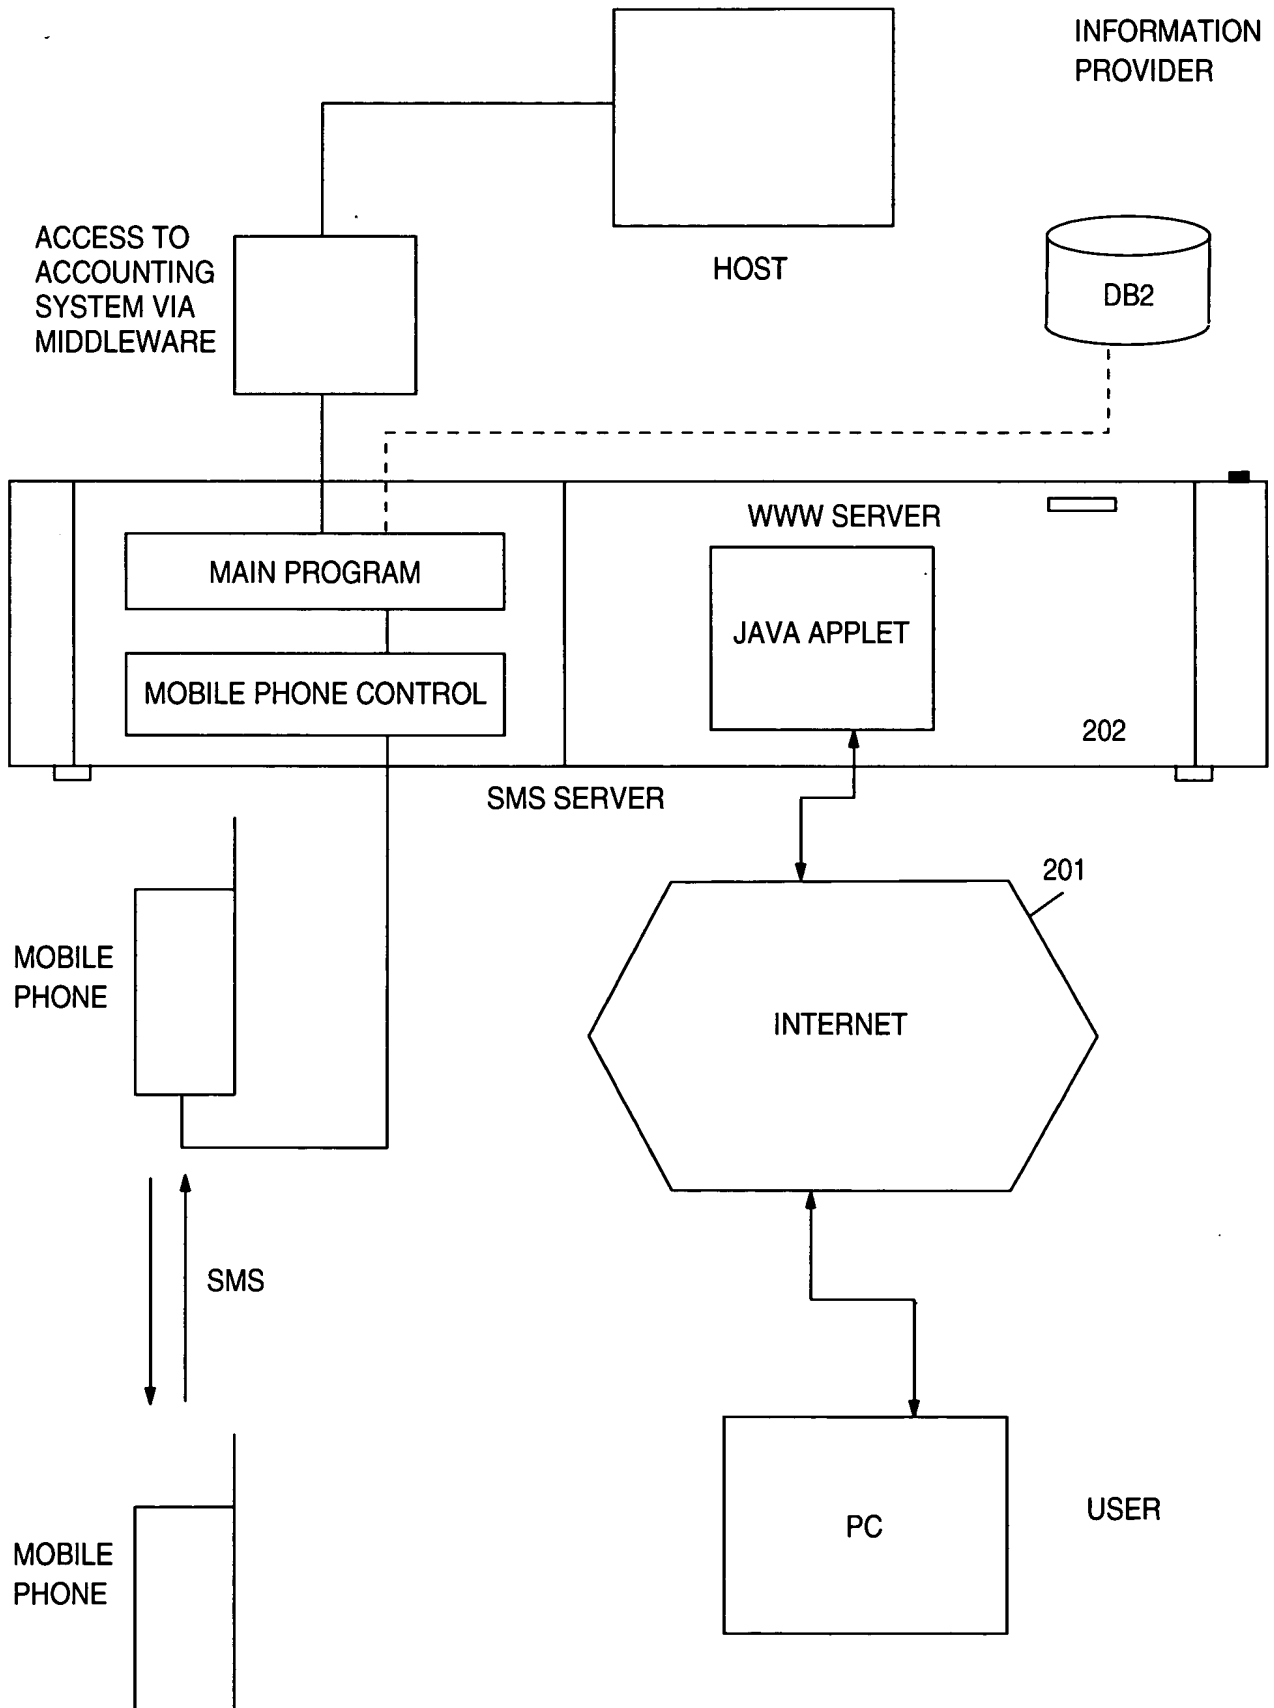 INFORMATION
PROVIDER
ACCESS TO
ACCOUNTING
SYSTEM VIA
MIDDLEWARE
HOST
DB2
WWW SERVER
MAIN PROGRAM
JAVA APPLET
MOBILE PHONE CONTROL
202
SMS SERVER
201
MOBILE
PHONE
INTERNET
SMS
USER
PC
MOBILE
PHONE